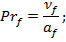 Pr_f = ν_f / a_f ;